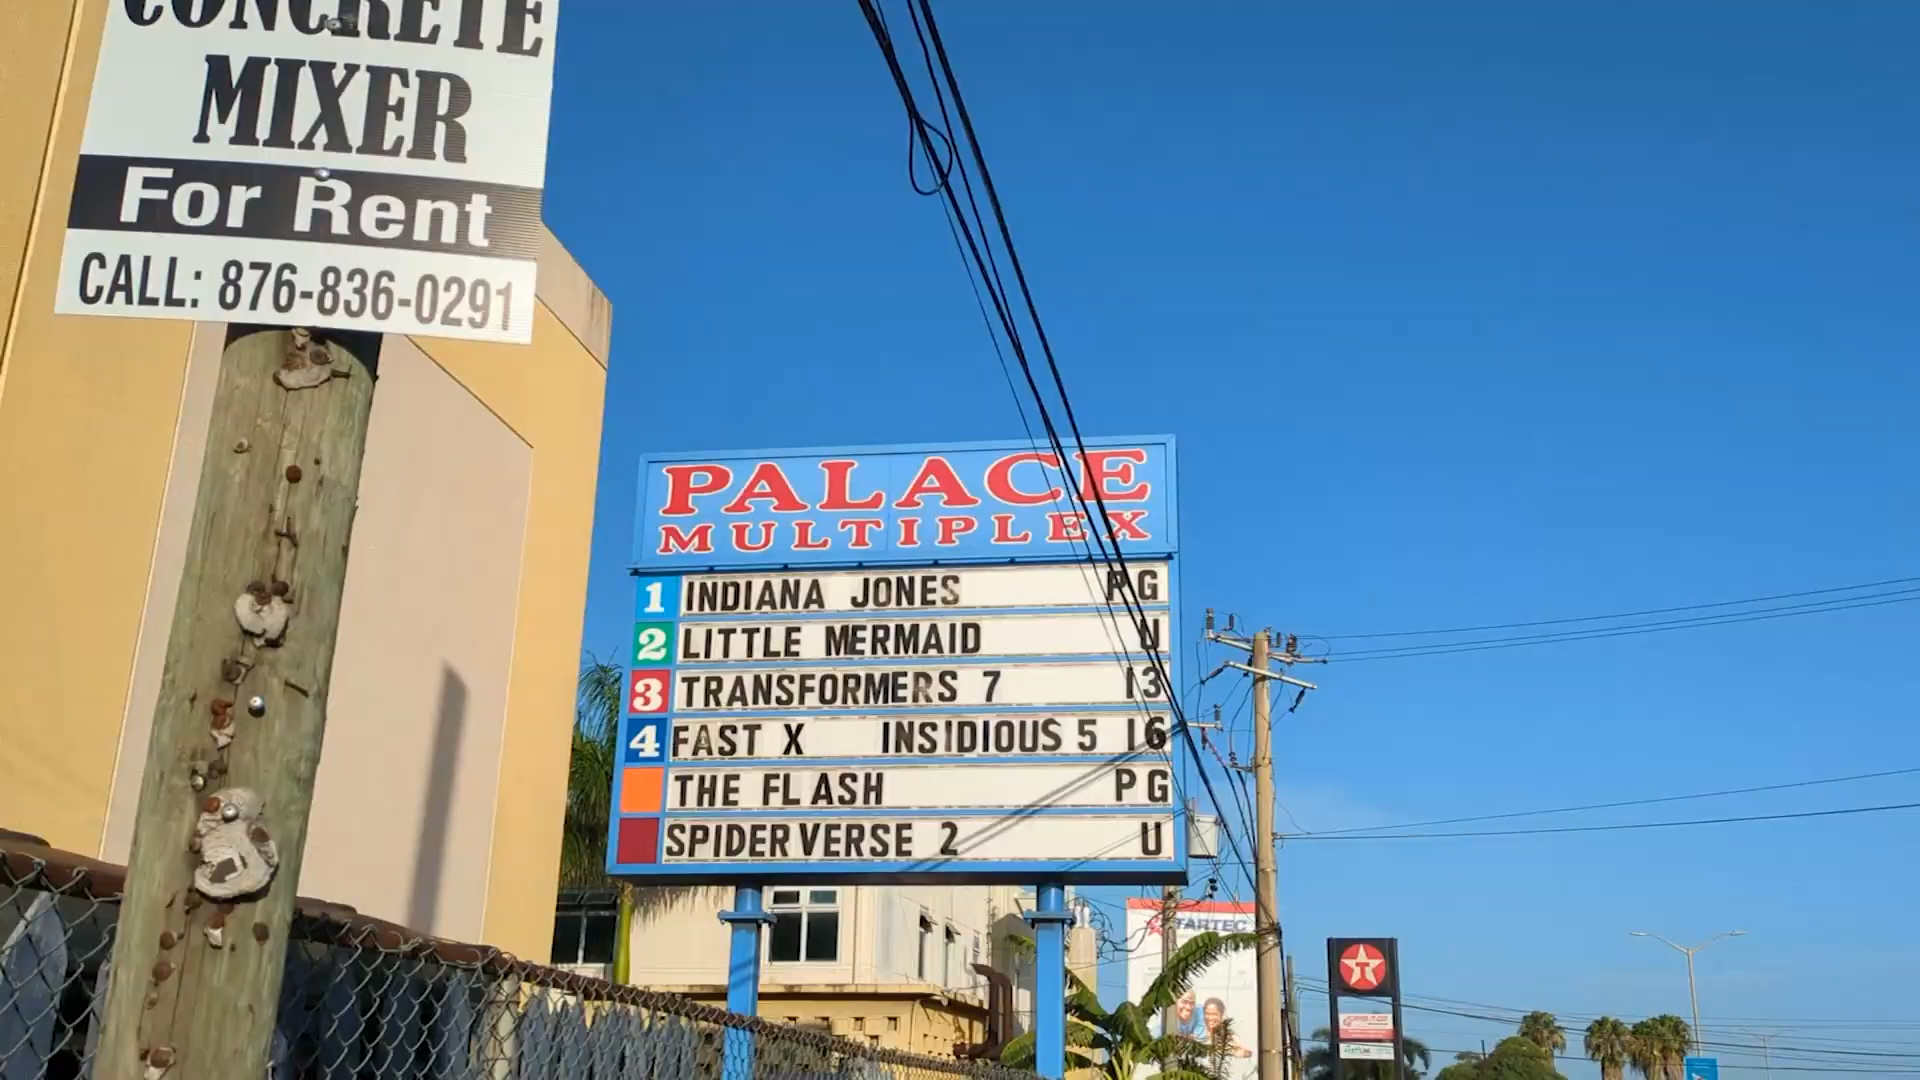 CONCRETE
MIXER
For Rent
CALL: 876-836-0291
PALACE
MULTIPLEX
1 INDIANA JONES PG
2 LITTLE MERMAID U
3 TRANSFORMERS 7 13
4 FAST X INSIDIOUS 5 16
THE FLASH PG
SPIDERVERSE 2 U
STARTEC
T